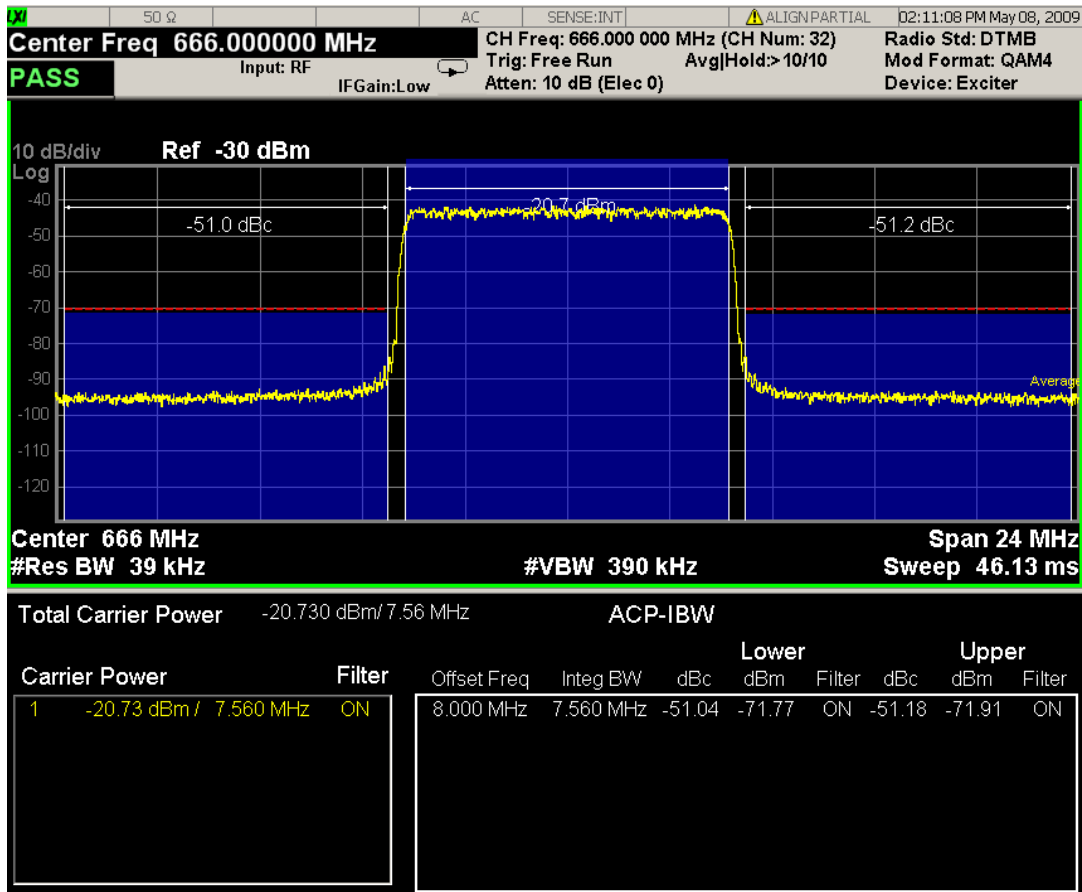 LXI 50 Ω AC SENSE:INT ALIGN PARTIAL 02:11:08 PM May 08, 2009
Center Freq 666.000000 MHz
CH Freq: 666.000 000 MHz (CH Num: 32)
Radio Std: DTMB
Input: RF
Trig: Free Run
Avg|Hold:>10/10
Mod Format: QAM4
PASS
IFGain:Low
Atten: 10 dB (Elec 0)
Device: Exciter
10 dB/div
Ref -30 dBm
Log
-40
-50
-60
-70
-80
-90
-100
-110
-120
-51.0 dBc
-20.7 dBm
-51.2 dBc
Average
Center 666 MHz
Span 24 MHz
#Res BW 39 kHz
#VBW 390 kHz
Sweep 46.13 ms
Total Carrier Power -20.730 dBm/ 7.56 MHz
ACP-IBW
Lower Upper
Carrier Power Filter
Offset Freq Integ BW dBc dBm Filter dBc dBm Filter
1 -20.73 dBm / 7.560 MHz ON
8.000 MHz 7.560 MHz -51.04 -71.77 ON -51.18 -71.91 ON